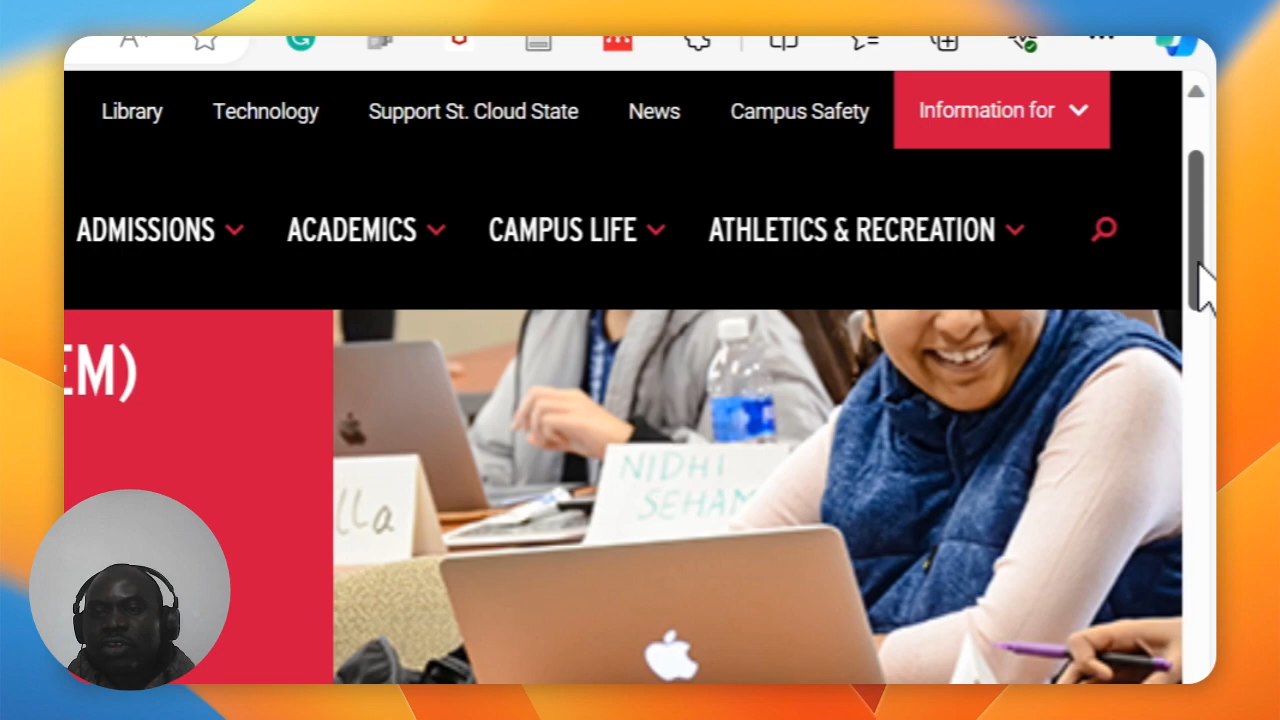 Library Technology Support St. Cloud State News Campus Safety Information for
ADMISSIONS ACADEMICS CAMPUS LIFE ATHLETICS & RECREATION
EM)
NIDHI
SEHAM
lla